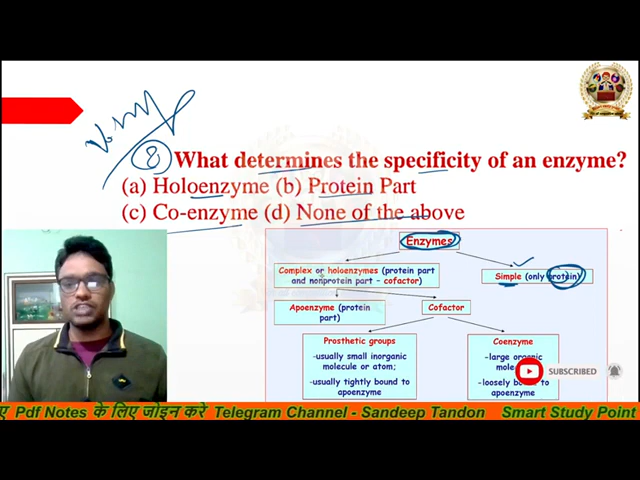 V. imp
8 What determines the specificity of an enzyme?
(a) Holoenzyme (b) Protein Part
(c) Co-enzyme (d) None of the above
Enzymes
Complex or holoenzymes (protein part
and nonprotein part – cofactor)
Simple (only protein)
Apoenzyme (protein
part)
Cofactor
Prosthetic groups
-usually small inorganic
molecule or atom;
-usually tightly bound to
apoenzyme
Coenzyme
-large organic
-loosely bound to
apoenzyme
SUBSCRIBED
Pdf Notes के लिए जोइन करे Telegram Channel - Sandeep Tandon Smart Study Point